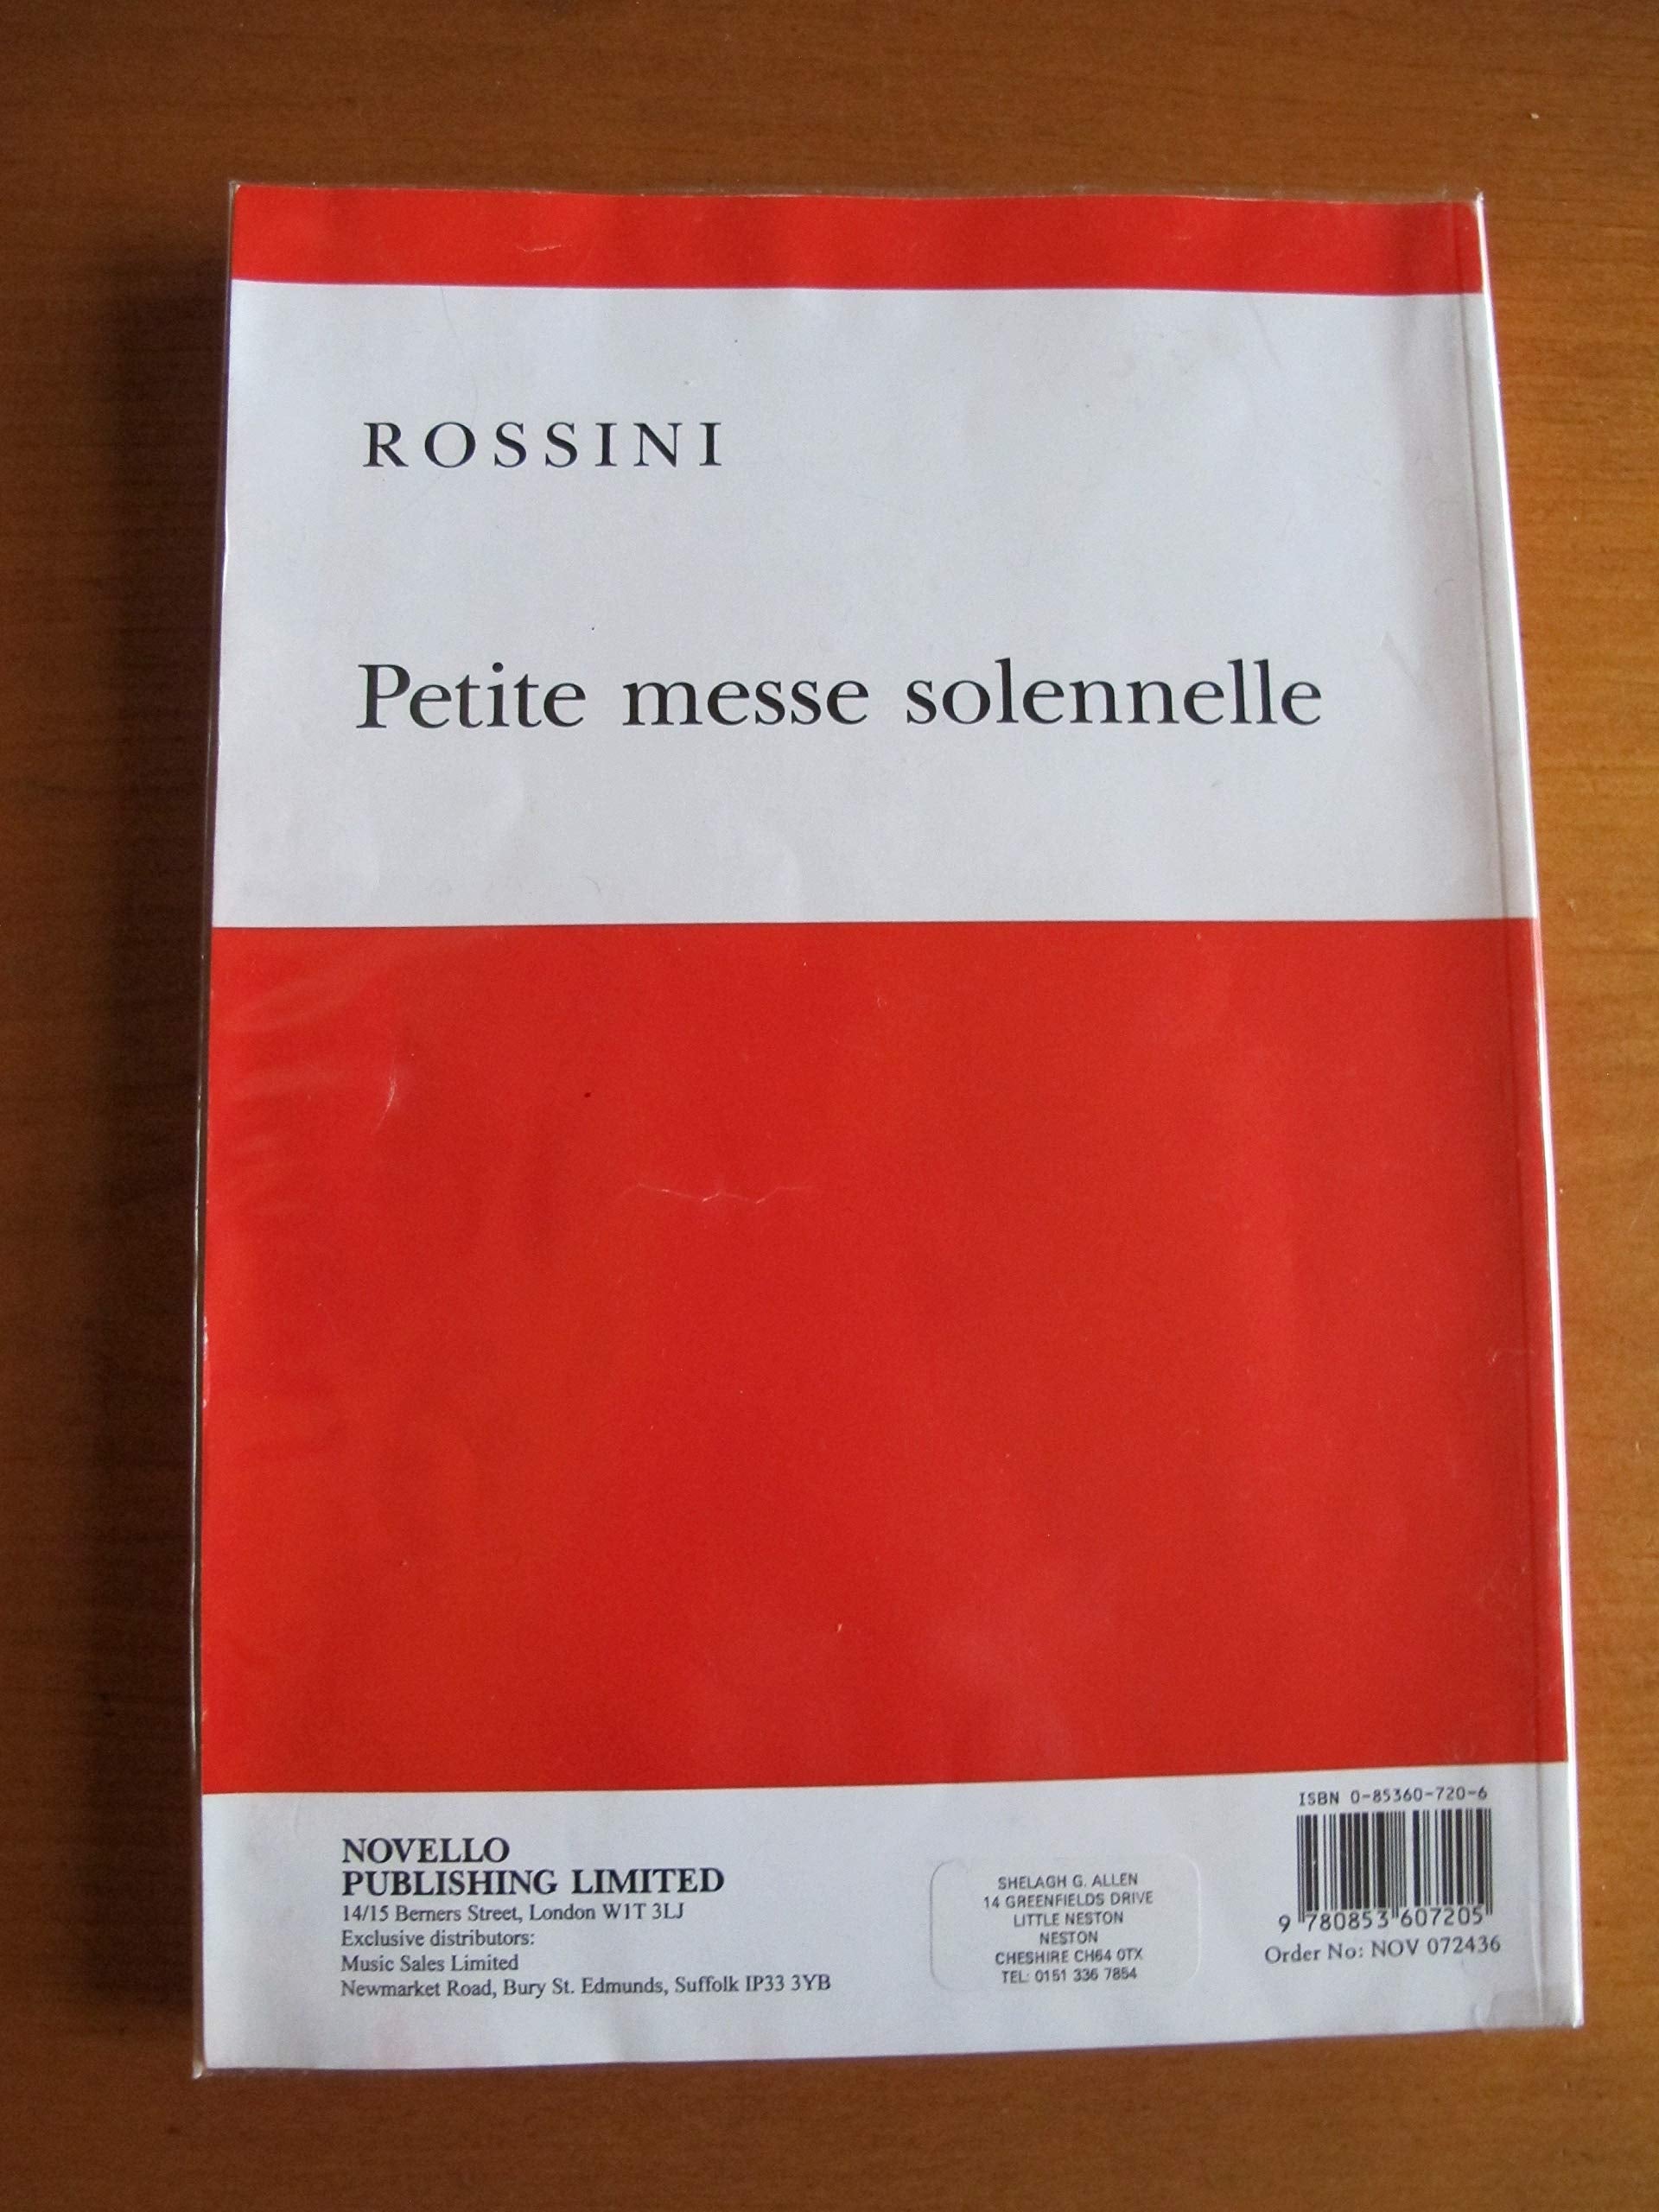 ROSSINI
Petite messe solennelle
NOVELLO
PUBLISHING LIMITED
14/15 Berners Street, London W1T 3LJ
Exclusive distributors:
Music Sales Limited
Newmarket Road, Bury St. Edmunds, Suffolk IP33 3YB
SHELAGH G. ALLEN
14 GREENFIELDS DRIVE
LITTLE NESTON
NESTON
CHESHIRE CH64 0TX
TEL: 0151 336 7854
ISBN 0-85360-720-6
9 780853 607205
Order No: NOV 072436